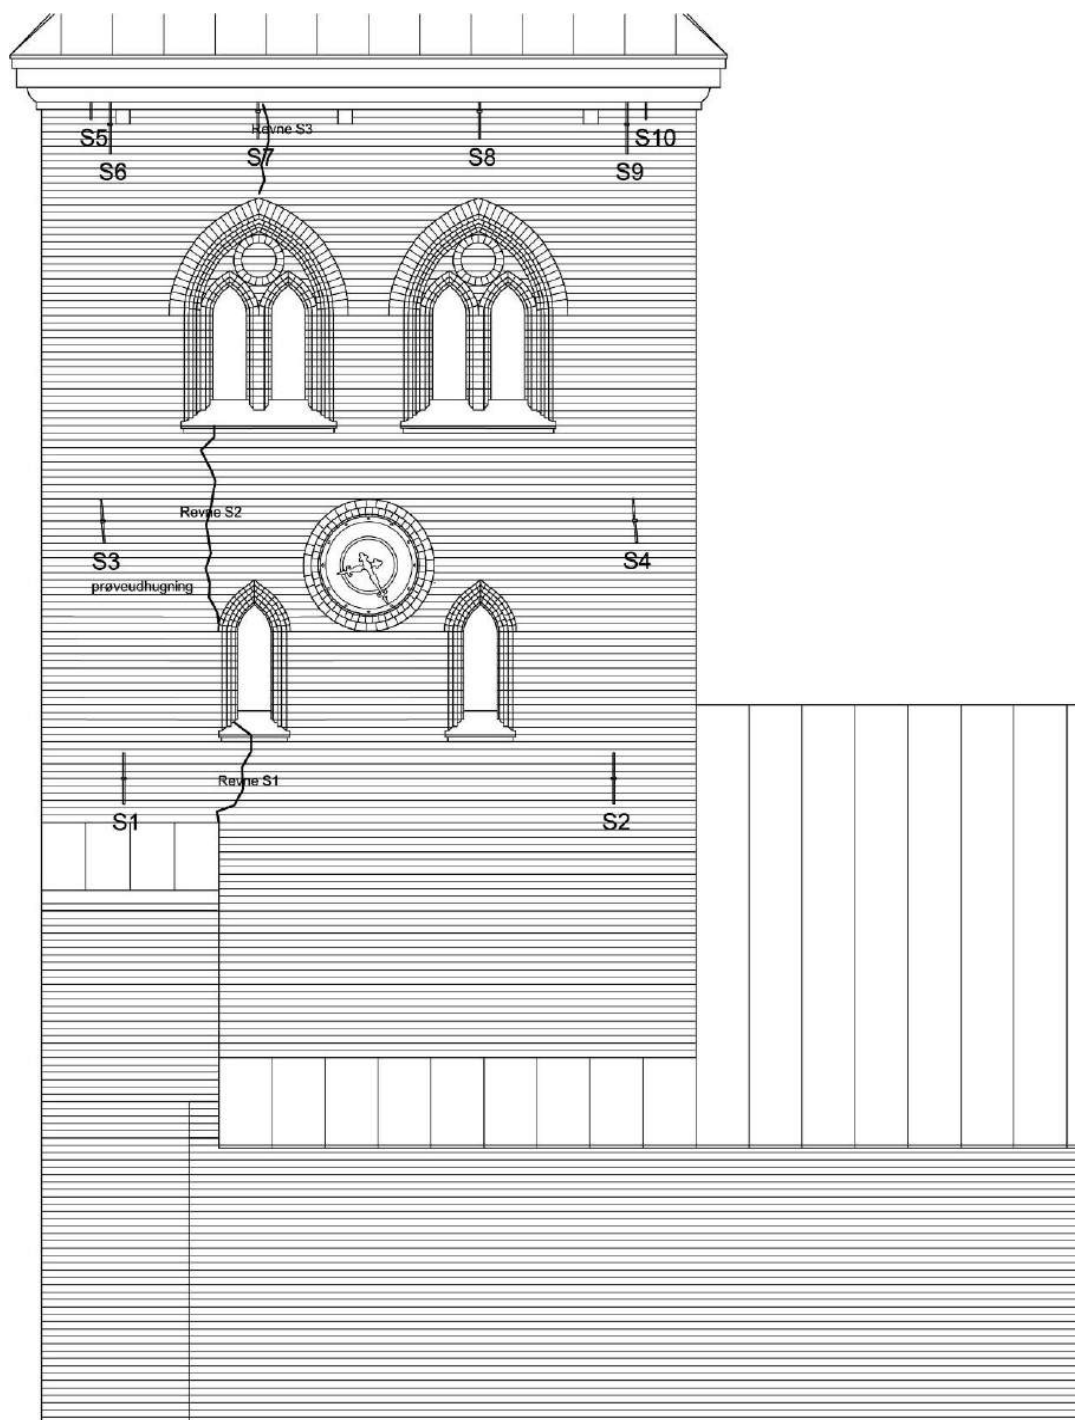 Revne S3
S5
S10
S7
S8
S6
S9
Revne S2
S3
S4
prøveudhugning
Revne S1
S1
S2